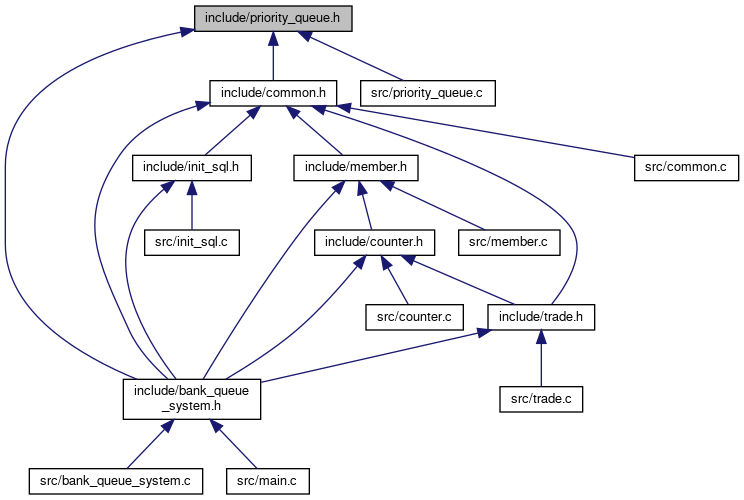 include/priority_queue.h
include/common.h
src/priority_queue.c
include/init_sql.h
include/member.h
src/common.c
src/init_sql.c
include/counter.h
src/member.c
src/counter.c
include/trade.h
include/bank_queue
_system.h
src/trade.c
src/bank_queue_system.c
src/main.c